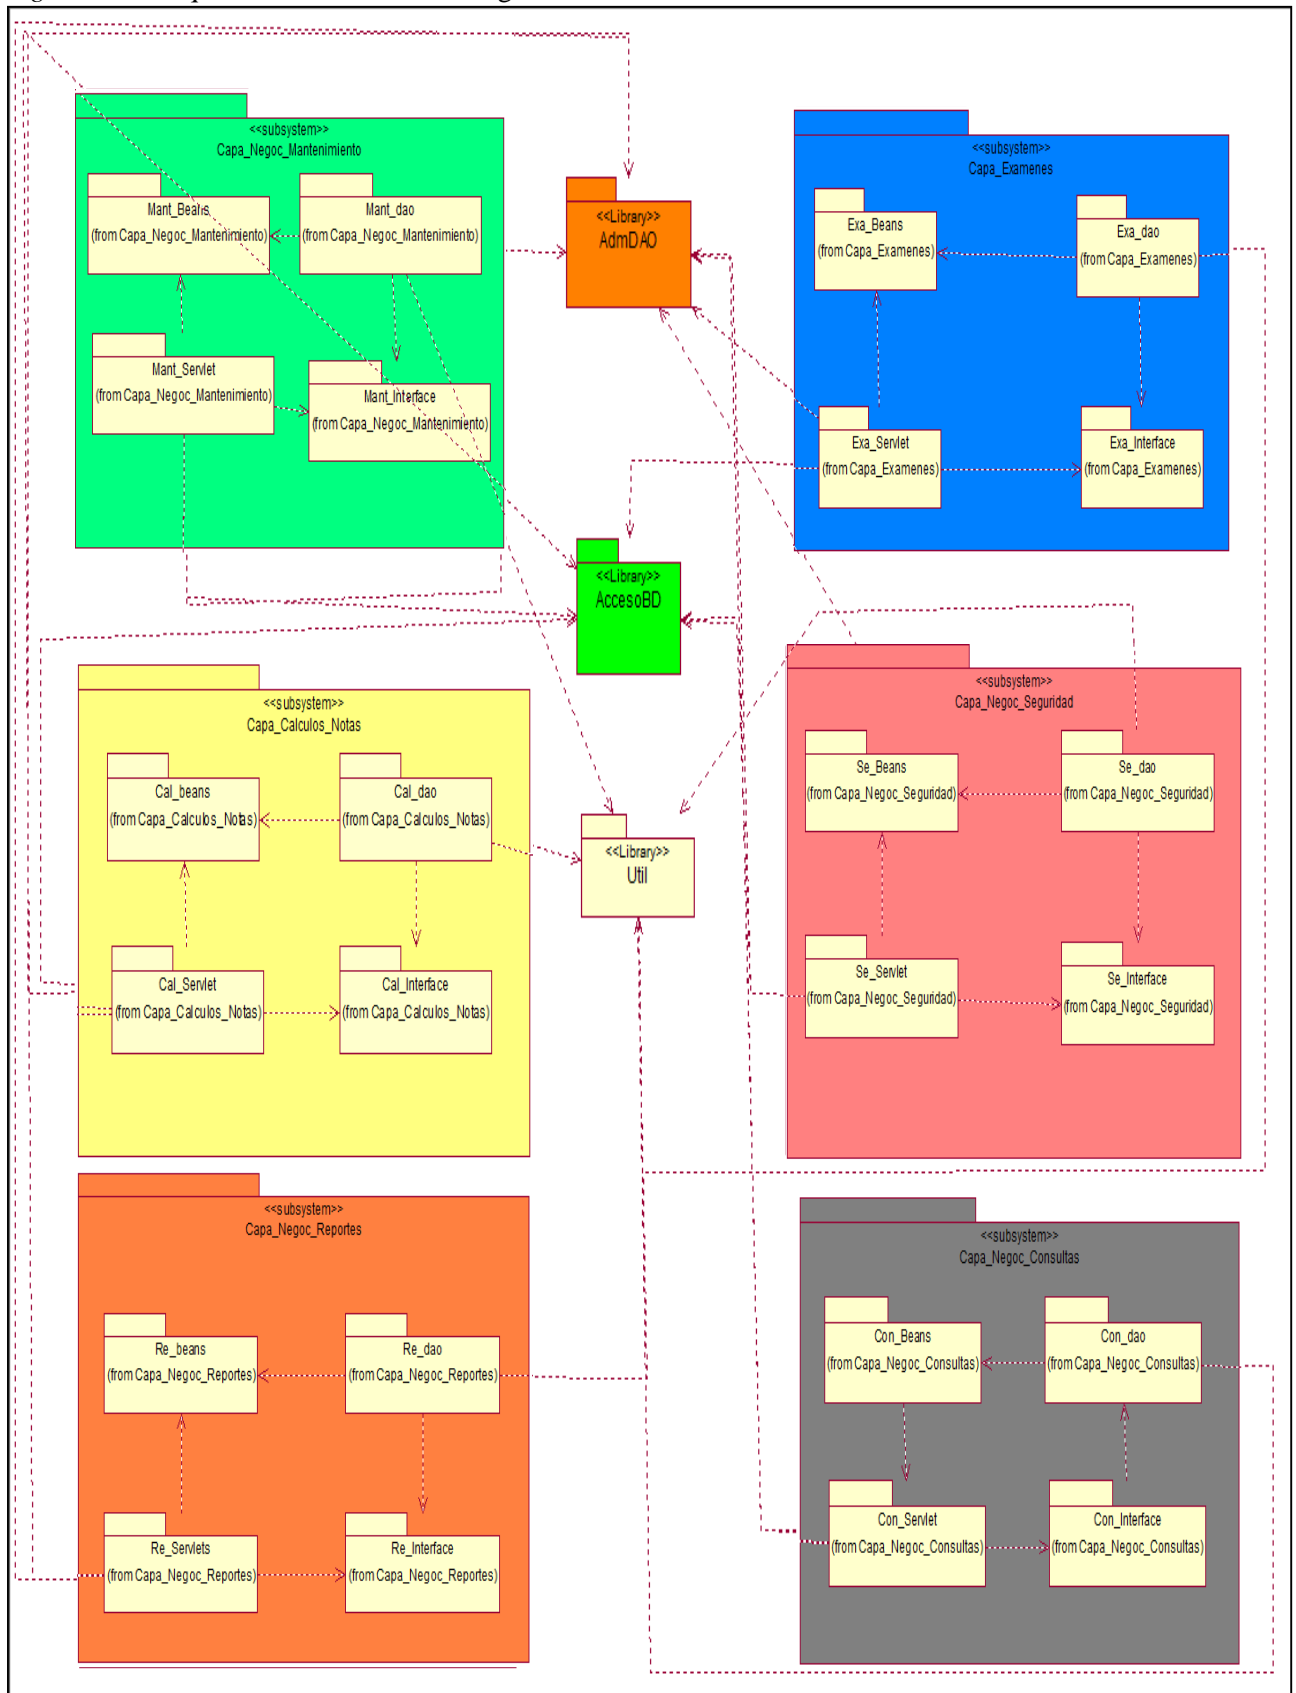 <<subsystem>>
Capa_Negoc_Mantenimiento
Mant_Beans
(from Capa_Negoc_Mantenimiento)
Mant_dao
(from Capa_Negoc_Mantenimiento)
Mant_Servlet
(from Capa_Negoc_Mantenimiento)
Mant_Interface
(from Capa_Negoc_Mantenimiento)
<<Library>>
AdmDAO
<<subsystem>>
Capa_Examenes
Exa_Beans
(from Capa_Examenes)
Exa_dao
(from Capa_Examenes)
Exa_Servlet
(from Capa_Examenes)
Exa_Interface
(from Capa_Examenes)
<<Library>>
AccesoBD
<<subsystem>>
Capa_Calculos_Notas
Cal_beans
(from Capa_Calculos_Notas)
Cal_dao
(from Capa_Calculos_Notas)
Cal_Servlet
(from Capa_Calculos_Notas)
Cal_Interface
(from Capa_Calculos_Notas)
<<Library>>
Util
<<subsystem>>
Capa_Negoc_Seguridad
Se_Beans
(from Capa_Negoc_Seguridad)
Se_dao
(from Capa_Negoc_Seguridad)
Se_Servlet
(from Capa_Negoc_Seguridad)
Se_Interface
(from Capa_Negoc_Seguridad)
<<subsystem>>
Capa_Negoc_Reportes
Re_beans
(from Capa_Negoc_Reportes)
Re_dao
(from Capa_Negoc_Reportes)
Re_Servlets
(from Capa_Negoc_Reportes)
Re_Interface
(from Capa_Negoc_Reportes)
<<subsystem>>
Capa_Negoc_Consultas
Con_Beans
(from Capa_Negoc_Consultas)
Con_dao
(from Capa_Negoc_Consultas)
Con_Servlet
(from Capa_Negoc_Consultas)
Con_Interface
(from Capa_Negoc_Consultas)